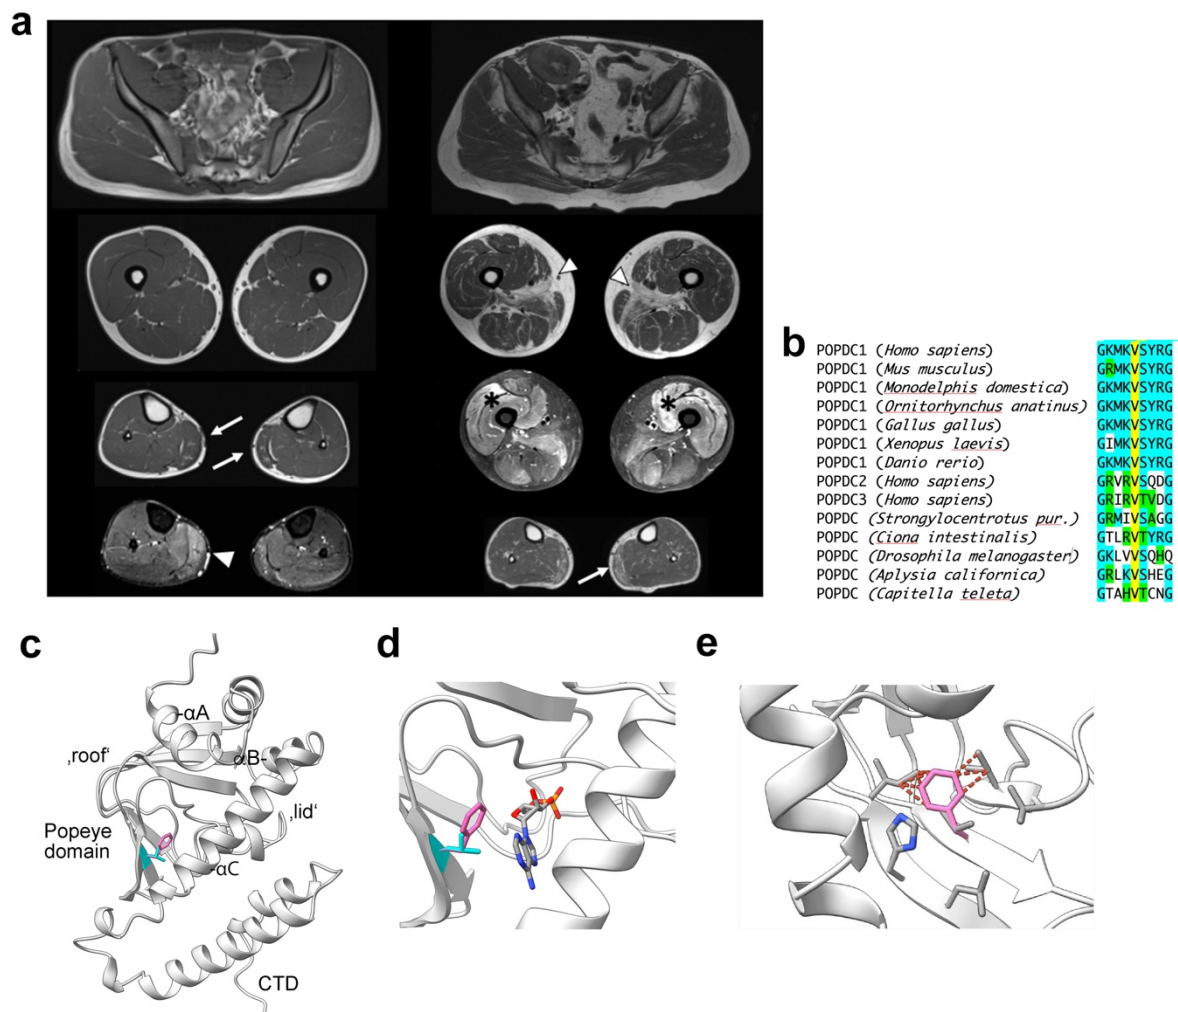 a
*
*
b
POPDC1 (Homo sapiens) GKMKVSYRG
POPDC1 (Mus musculus) GRMKVSYRG
POPDC1 (Monodelphis domestica) GKMKVSYRG
POPDC1 (Ornitorhynchus anatinus) GKMKVSYRG
POPDC1 (Gallus gallus) GKMKVSYRG
POPDC1 (Xenopus laevis) GIMKVSYRG
POPDC1 (Danio rerio) GKMKVSYRG
POPDC2 (Homo sapiens) GRVRVSQDG
POPDC3 (Homo sapiens) GRIRVTVDG
POPDC (Strongylocentrotus pur.) GRMIVSAGG
POPDC (Ciona intestinalis) GTLRVTYRG
POPDC (Drosophila melanogaster) GKLVVSQHQ
POPDC (Aplysia californica) GRLKVSHEG
POPDC (Capitella teleta) GTAHVTCNG
c
-αA
‚roof‘
αB-
‚lid‘
Popeye
domain
-αC
CTD
d
e